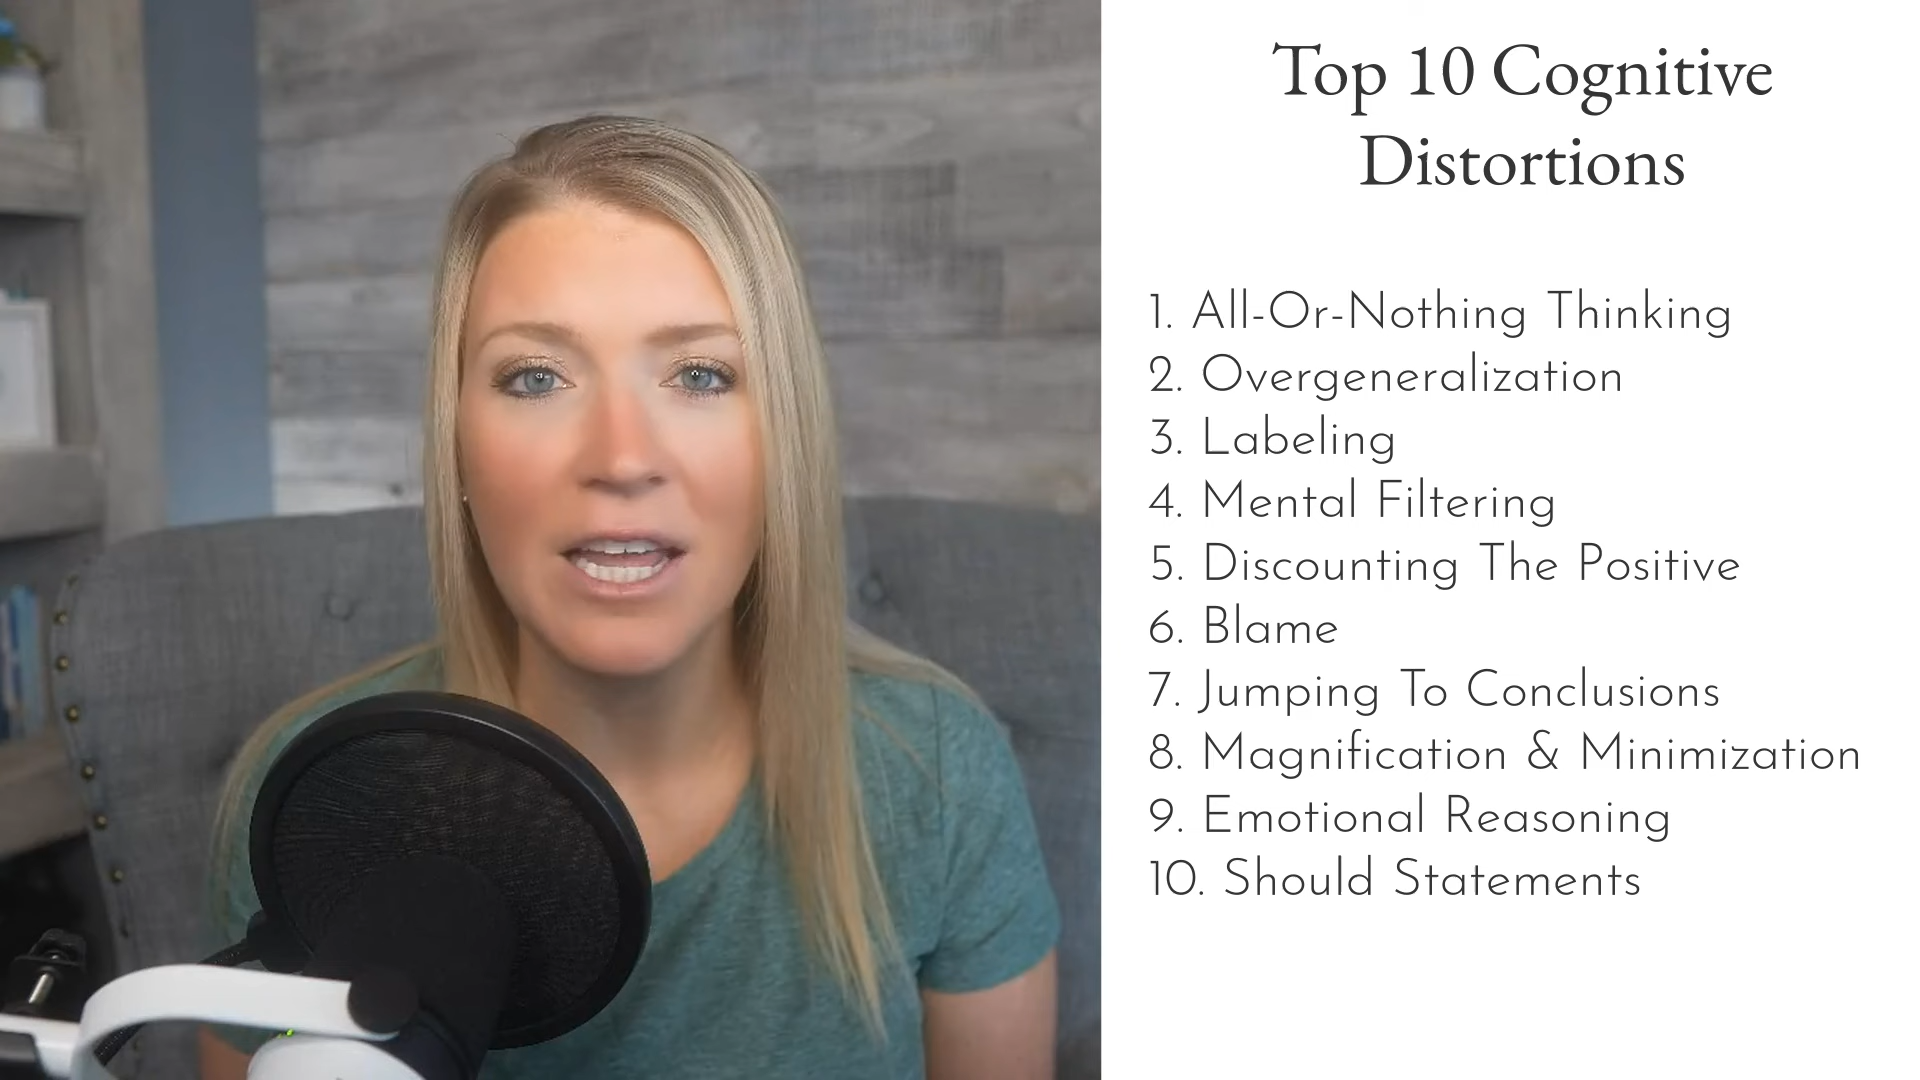 Top 10 Cognitive
Distortions
1. All-Or-Nothing Thinking
2. Overgeneralization
3. Labeling
4. Mental Filtering
5. Discounting The Positive
6. Blame
7. Jumping To Conclusions
8. Magnification & Minimization
9. Emotional Reasoning
10. Should Statements